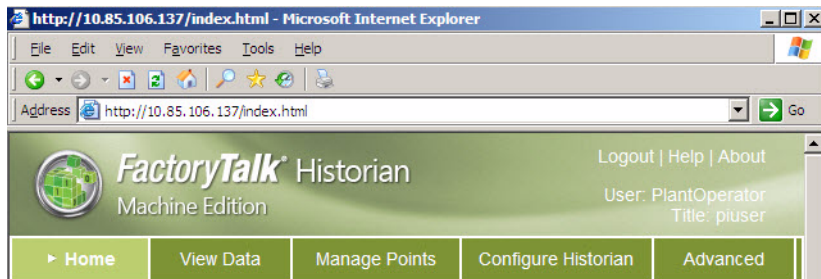 http://10.85.106.137/index.html - Microsoft Internet Explorer
File Edit View Favorites Tools Help
Address http://10.85.106.137/index.html Go
FactoryTalk® Historian
Machine Edition
Logout | Help | About
User: PlantOperator
Title: piuser
Home View Data Manage Points Configure Historian Advanced